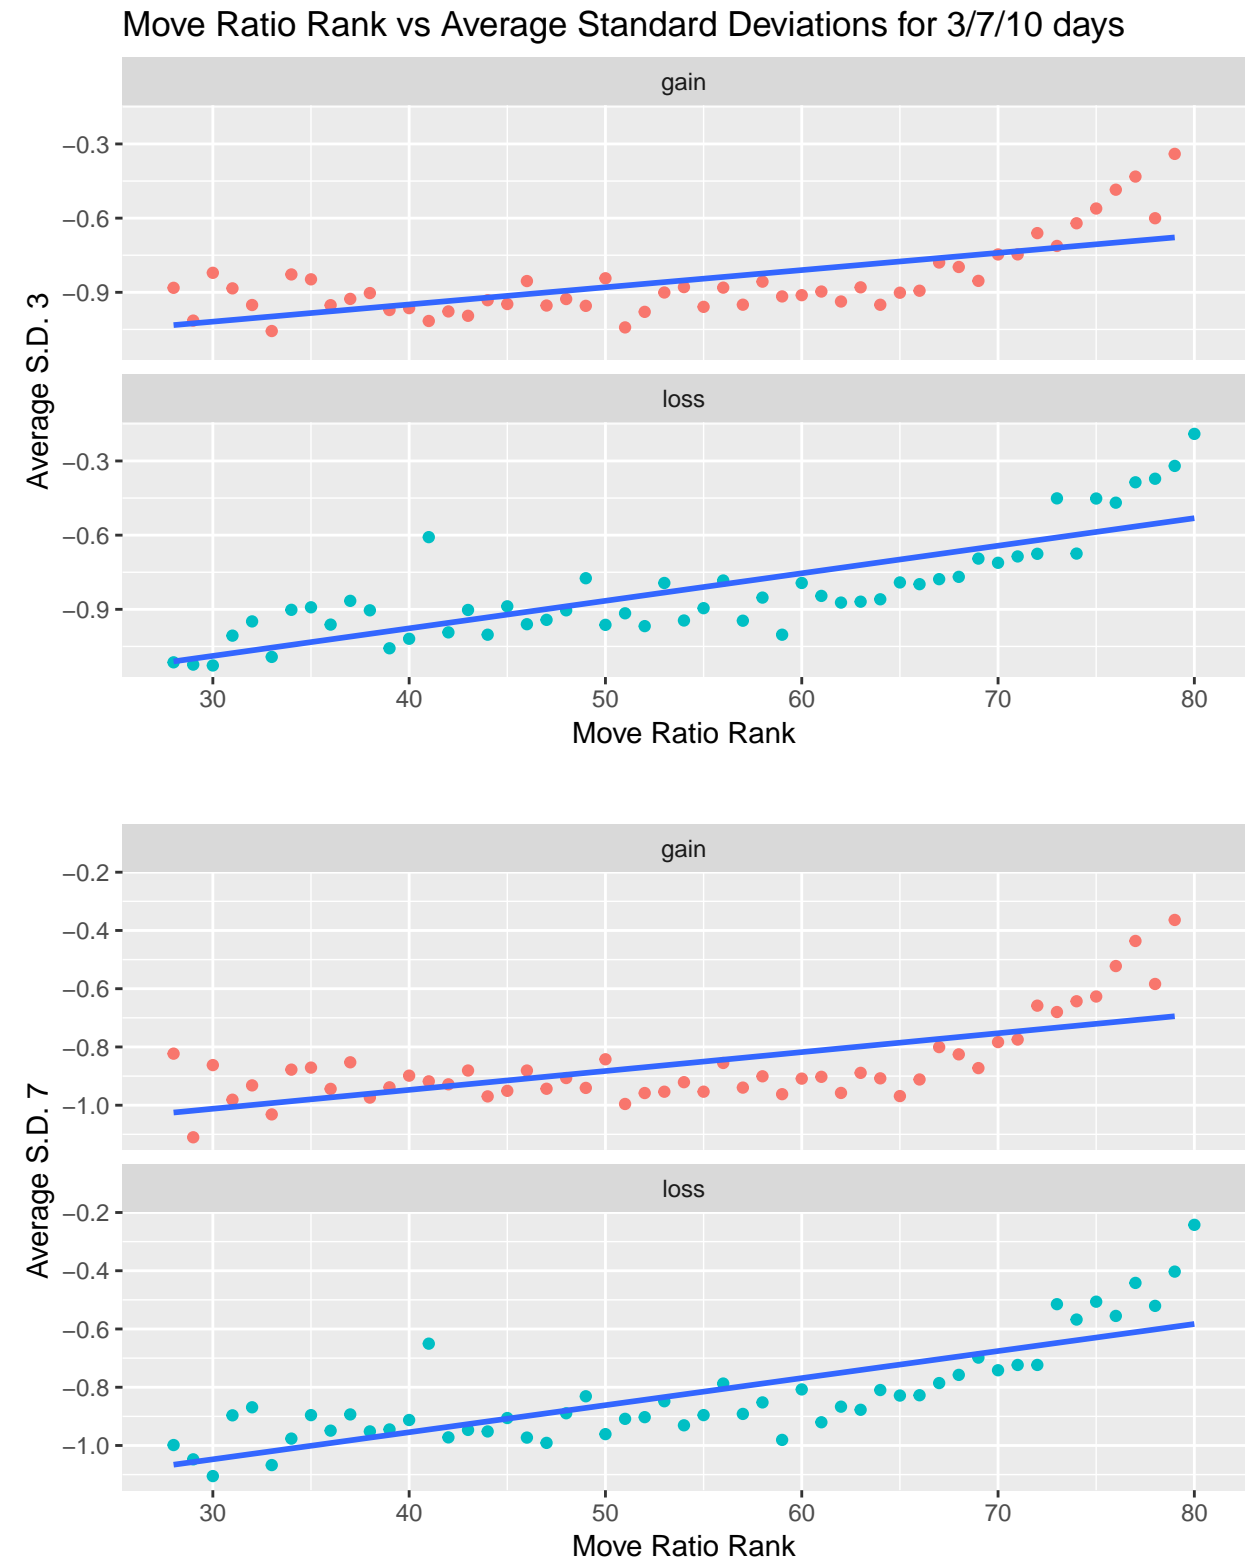 Move Ratio Rank vs Average Standard Deviations for 3/7/10 days
gain
−0.3
−0.6
−0.9
loss
−0.3
−0.6
−0.9
Average S.D. 3
30 40 50 60 70 80
Move Ratio Rank
gain
−0.2
−0.4
−0.6
−0.8
−1.0
loss
−0.2
−0.4
−0.6
−0.8
−1.0
Average S.D. 7
30 40 50 60 70 80
Move Ratio Rank